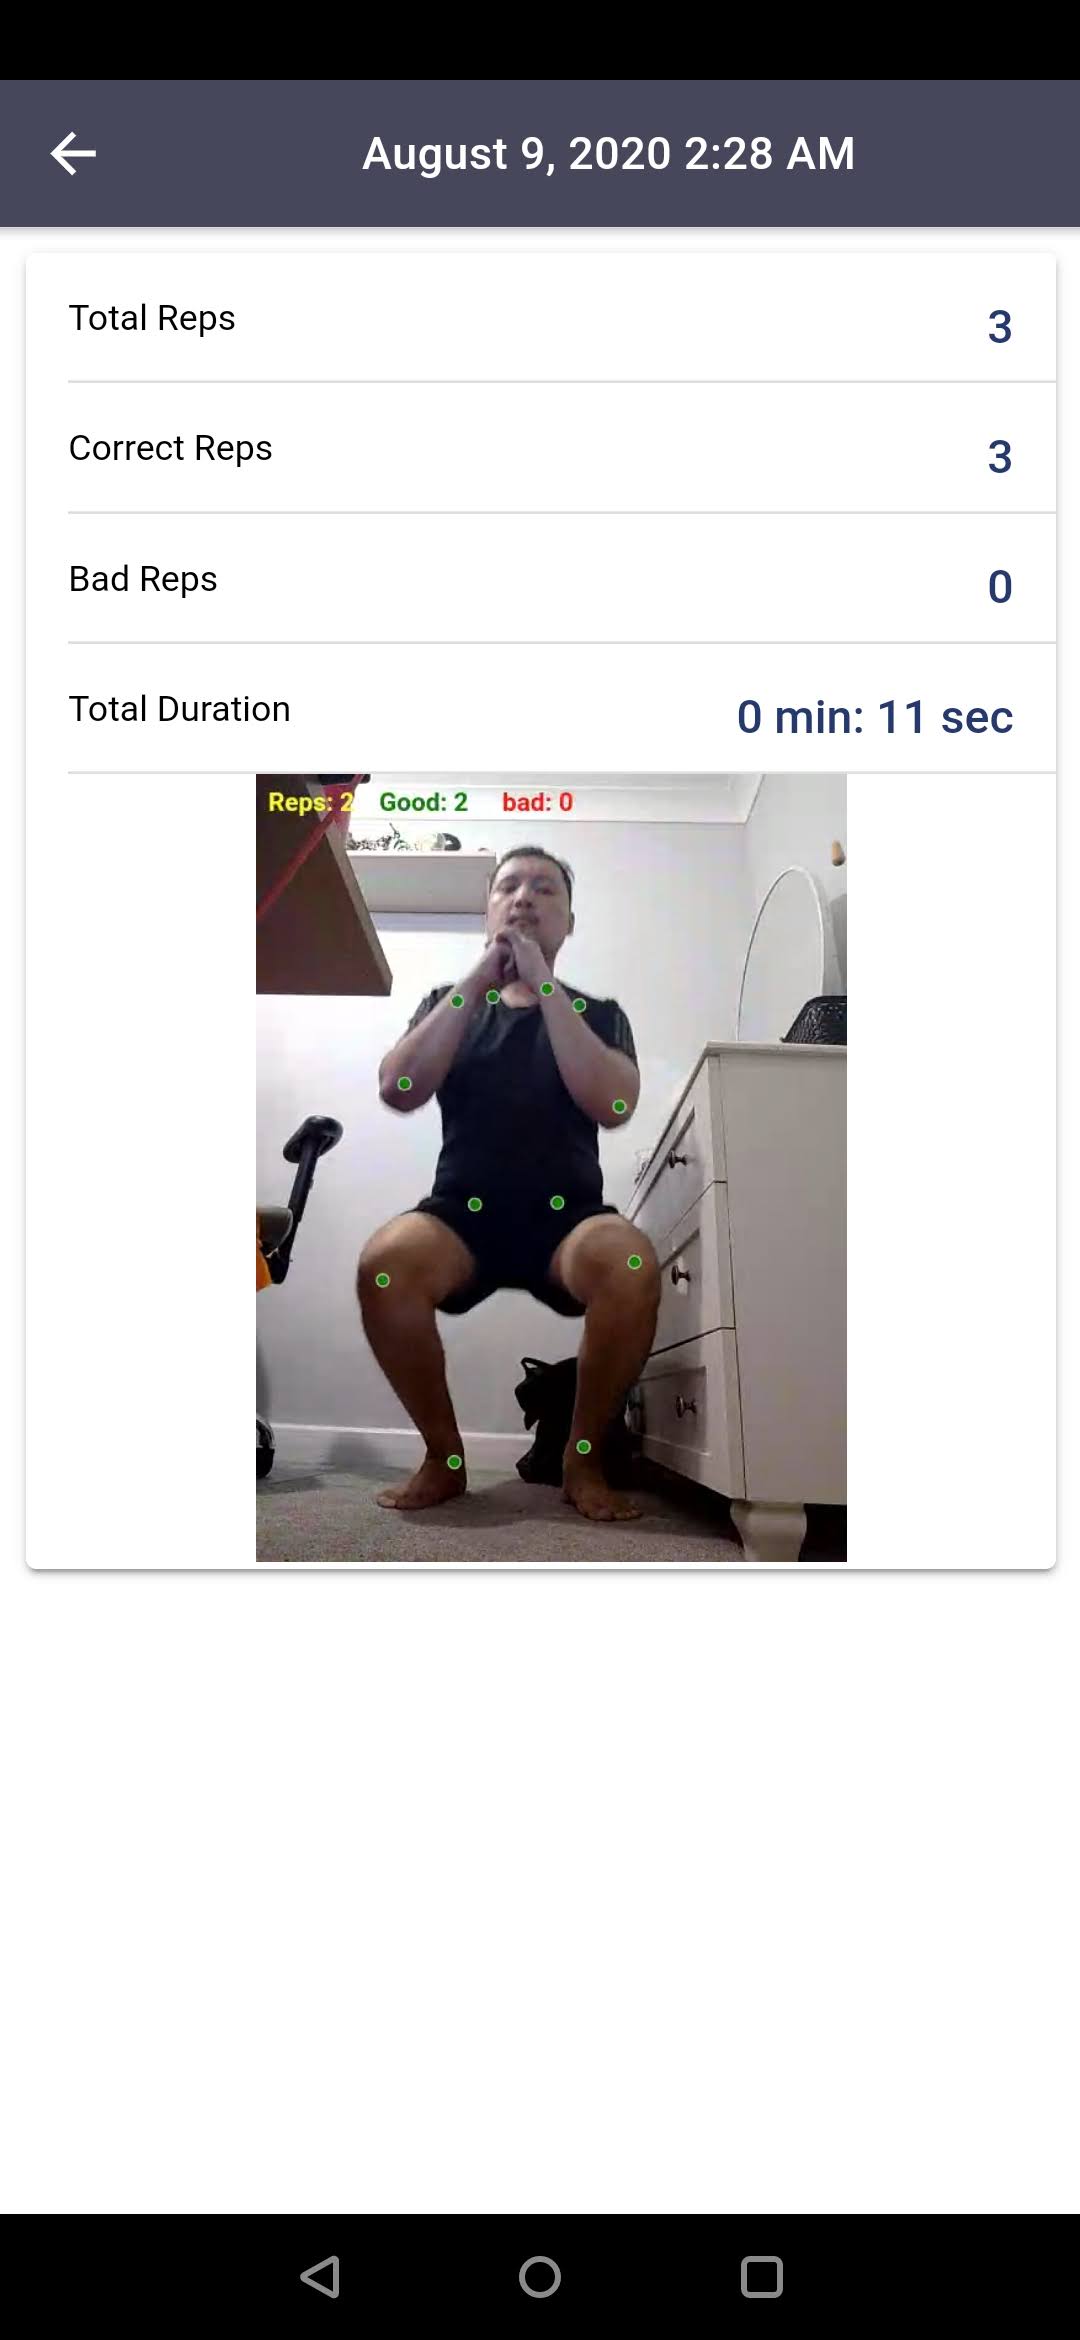 August 9, 2020 2:28 AM
Total Reps 3
Correct Reps 3
Bad Reps 0
Total Duration 0 min: 11 sec
Reps: 2 Good: 2 bad: 0